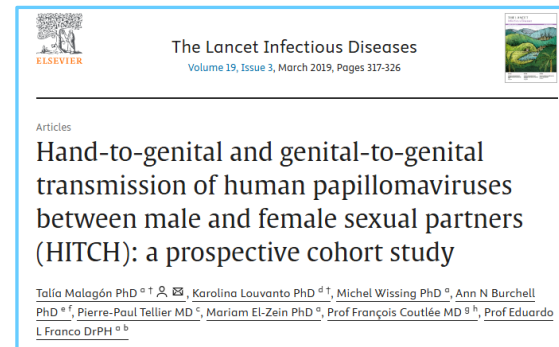 ELSEVIER
The Lancet Infectious Diseases
Volume 19, Issue 3, March 2019, Pages 317-326
THE LANCET
Articles
Hand-to-genital and genital-to-genital
transmission of human papillomaviruses
between male and female sexual partners
(HITCH): a prospective cohort study
Talía Malagón PhD a † , Karolina Louvanto PhD d †, Michel Wissing PhD a, Ann N Burchell
PhD e f, Pierre-Paul Tellier MD c, Mariam El-Zein PhD a, Prof François Coutlée MD g h, Prof Eduardo
L Franco DrPH a b